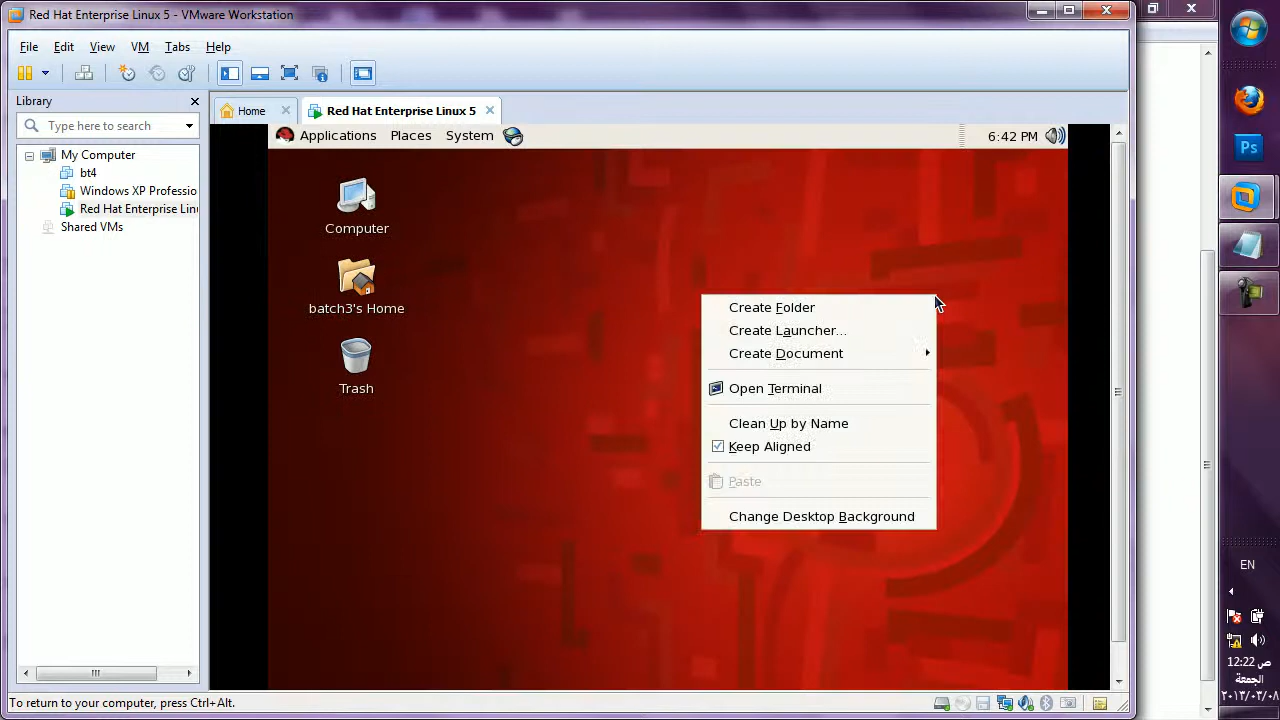 Red Hat Enterprise Linux 5 - VMware Workstation
File Edit View VM Tabs Help
Library
Type here to search
My Computer
bt4
Windows XP Professio
Red Hat Enterprise Lin
Shared VMs
Home
Red Hat Enterprise Linux 5
Applications Places System
6:42 PM
Computer
batch3's Home
Trash
Create Folder
Create Launcher...
Create Document
Open Terminal
Clean Up by Name
Keep Aligned
Paste
Change Desktop Background
To return to your computer, press Ctrl+Alt.
Ps
EN
12:22 ص
الجمعة
٢٠١٣/٠٣/٠٨